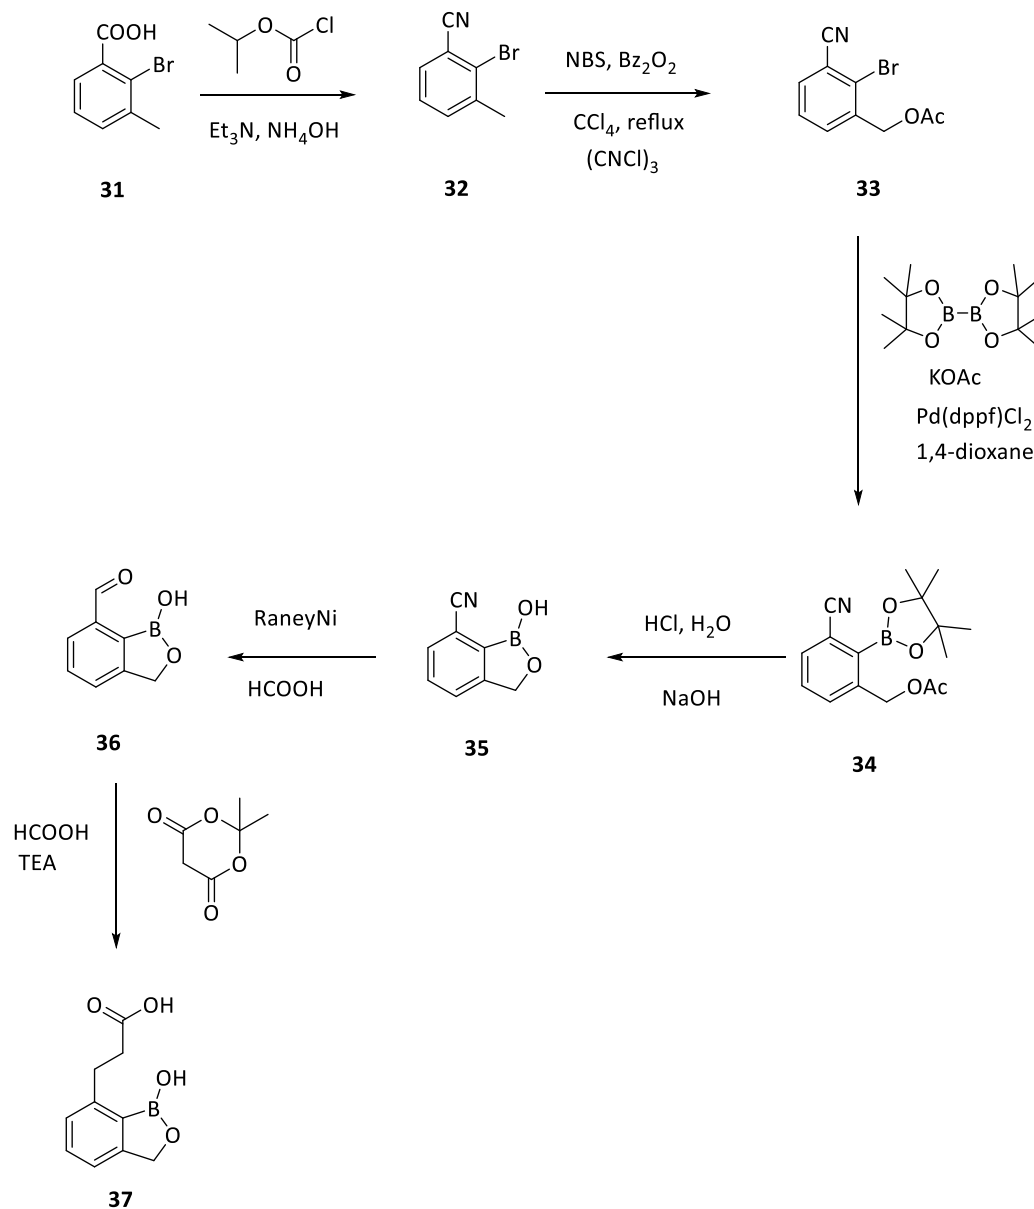 COOH
Br
O
Cl
O
Et₃N, NH₄OH
31
CN
Br
32
NBS, Bz₂O₂
CCl₄, reflux
(CNCl)₃
CN
Br
OAc
33
O
O
B
B
O
O
KOAc
Pd(dppf)Cl₂
1,4-dioxane
O
OH
B
O
36
RaneyNi
HCOOH
CN
OH
B
O
35
HCl, H₂O
NaOH
CN
O
B
O
OAc
34
HCOOH
TEA
O
O
O
O
O
OH
OH
B
O
37